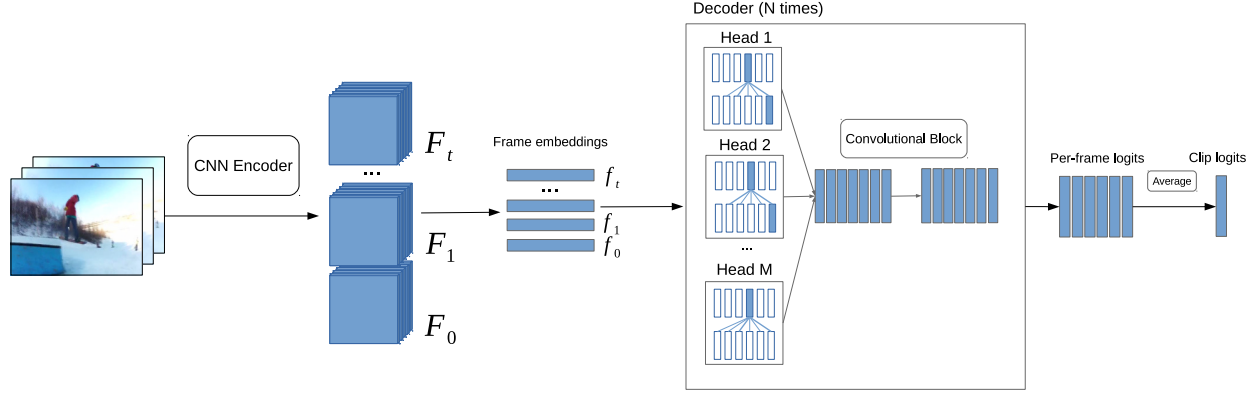 Decoder (N times)
CNN Encoder
F_t
...
F_1
F_0
Frame embeddings
f_t
...
f_1
f_0
Head 1
Head 2
...
Head M
Convolutional Block
Per-frame logits
Average
Clip logits